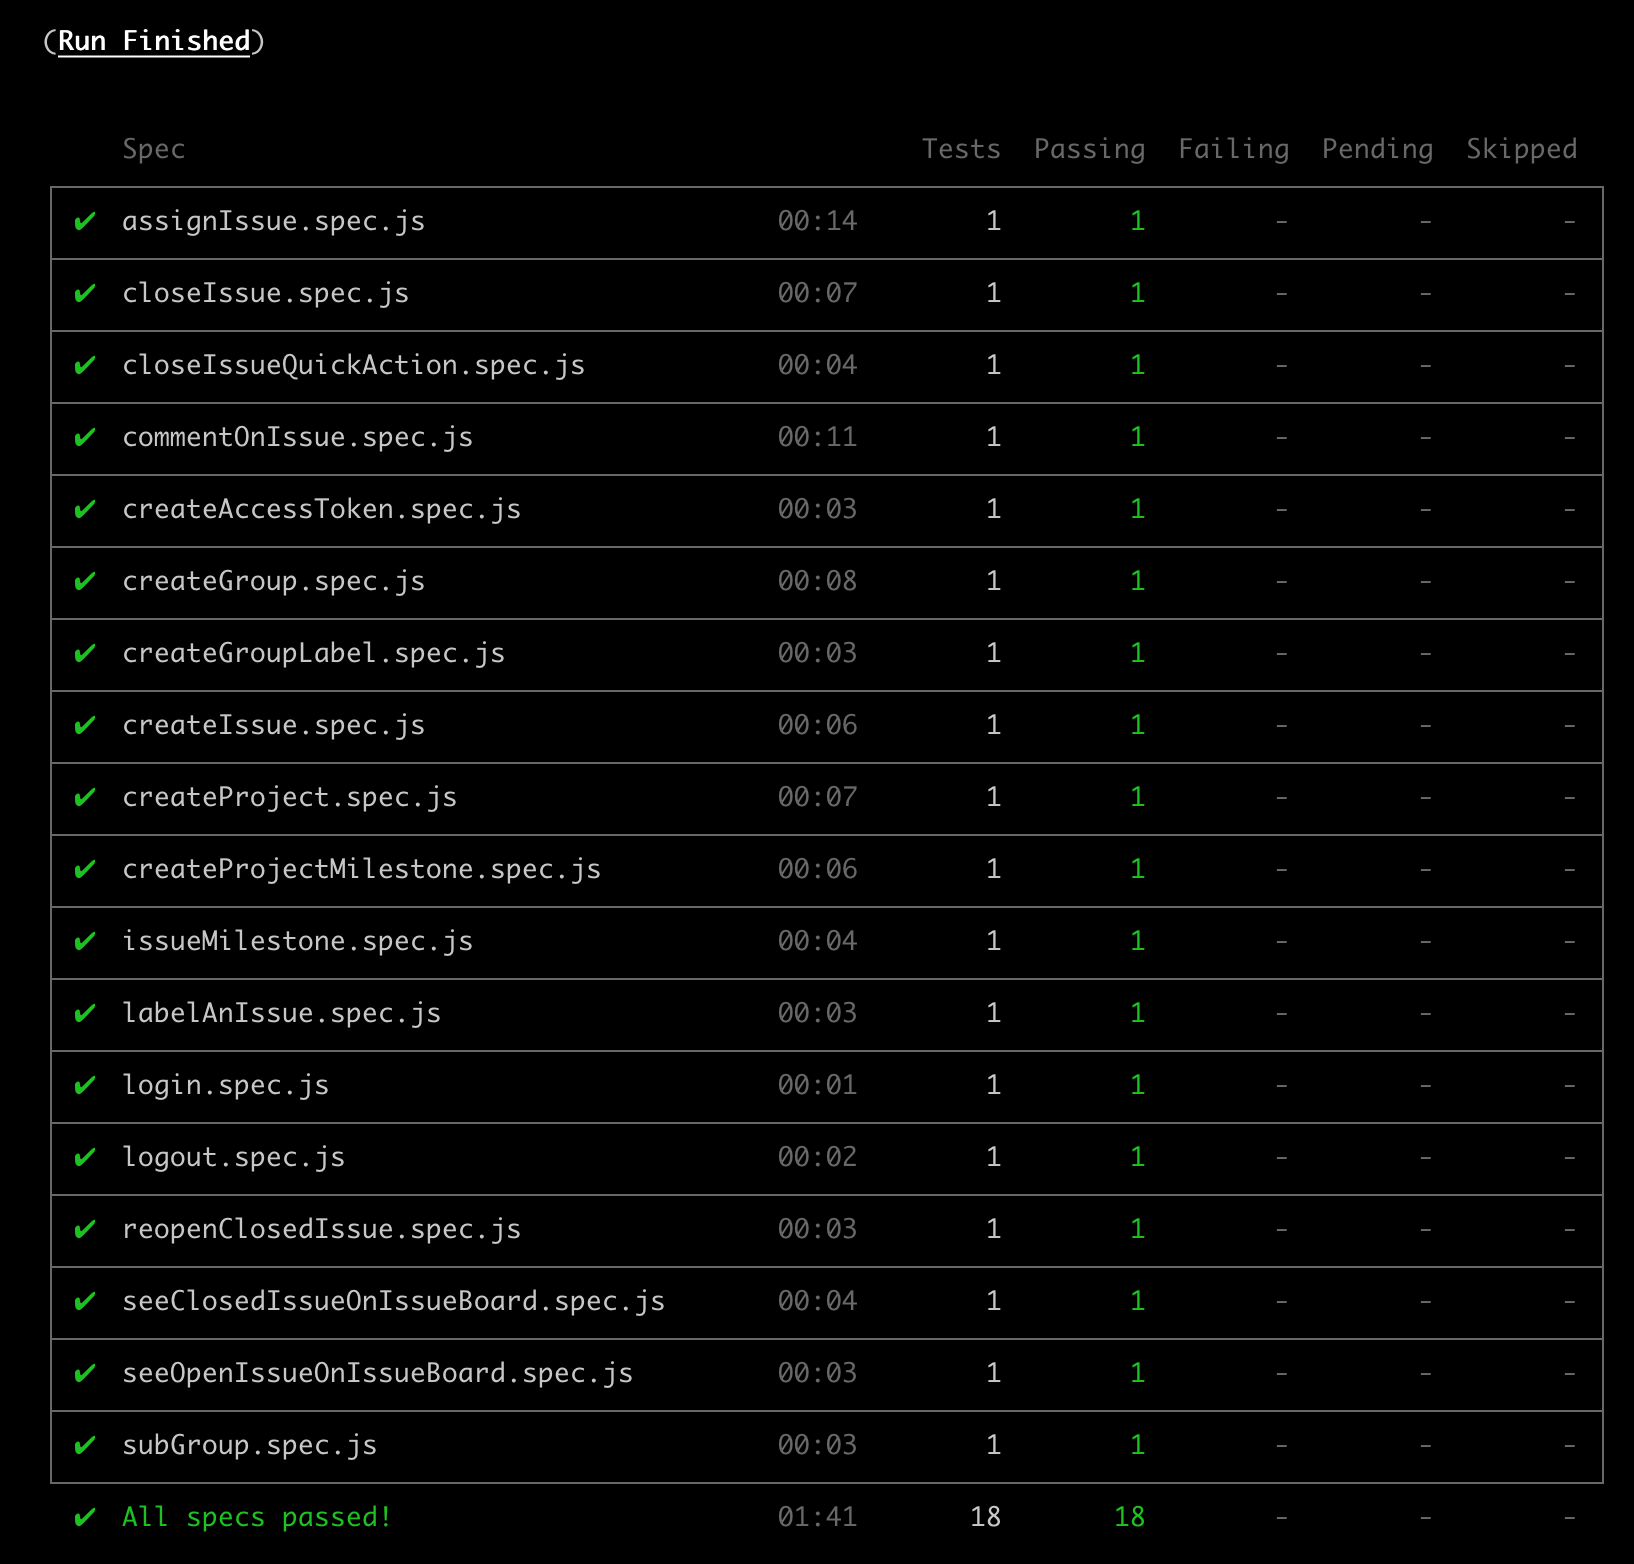 (Run Finished)
Spec Tests Passing Failing Pending Skipped
✔ assignIssue.spec.js 00:14 1 1 - - -
✔ closeIssue.spec.js 00:07 1 1 - - -
✔ closeIssueQuickAction.spec.js 00:04 1 1 - - -
✔ commentOnIssue.spec.js 00:11 1 1 - - -
✔ createAccessToken.spec.js 00:03 1 1 - - -
✔ createGroup.spec.js 00:08 1 1 - - -
✔ createGroupLabel.spec.js 00:03 1 1 - - -
✔ createIssue.spec.js 00:06 1 1 - - -
✔ createProject.spec.js 00:07 1 1 - - -
✔ createProjectMilestone.spec.js 00:06 1 1 - - -
✔ issueMilestone.spec.js 00:04 1 1 - - -
✔ labelAnIssue.spec.js 00:03 1 1 - - -
✔ login.spec.js 00:01 1 1 - - -
✔ logout.spec.js 00:02 1 1 - - -
✔ reopenClosedIssue.spec.js 00:03 1 1 - - -
✔ seeClosedIssueOnIssueBoard.spec.js 00:04 1 1 - - -
✔ seeOpenIssueOnIssueBoard.spec.js 00:03 1 1 - - -
✔ subGroup.spec.js 00:03 1 1 - - -
✔ All specs passed! 01:41 18 18 - - -